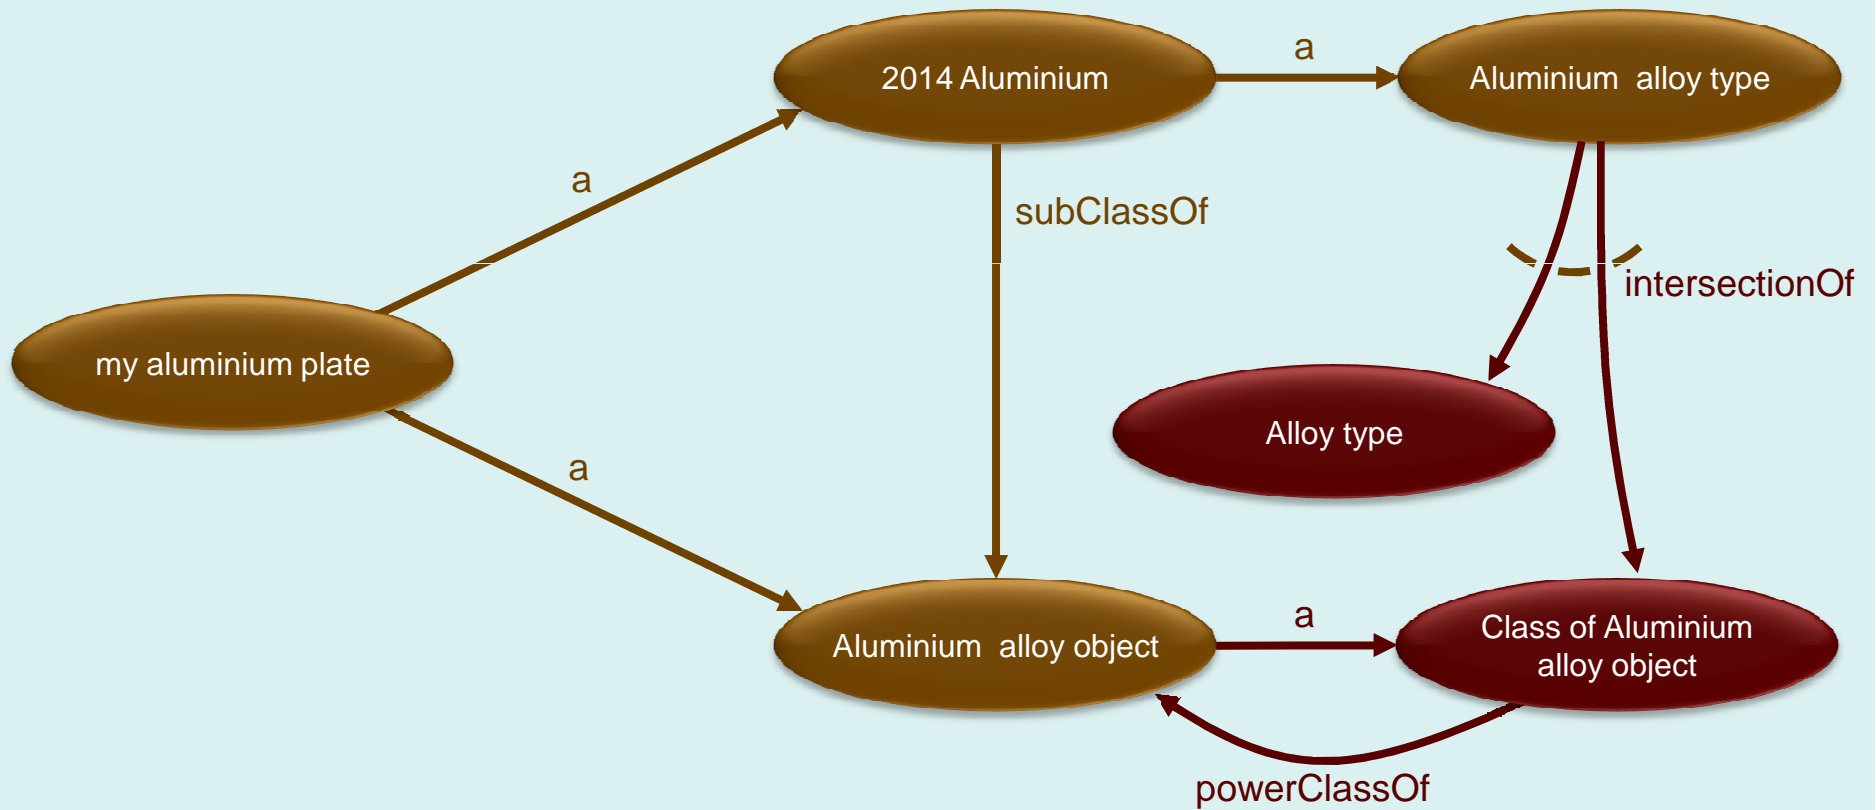 a
2014 Aluminium
Aluminium alloy type
a
subClassOf
intersectionOf
my aluminium plate
Alloy type
a
a
Aluminium alloy object
Class of Aluminium
alloy object
powerClassOf